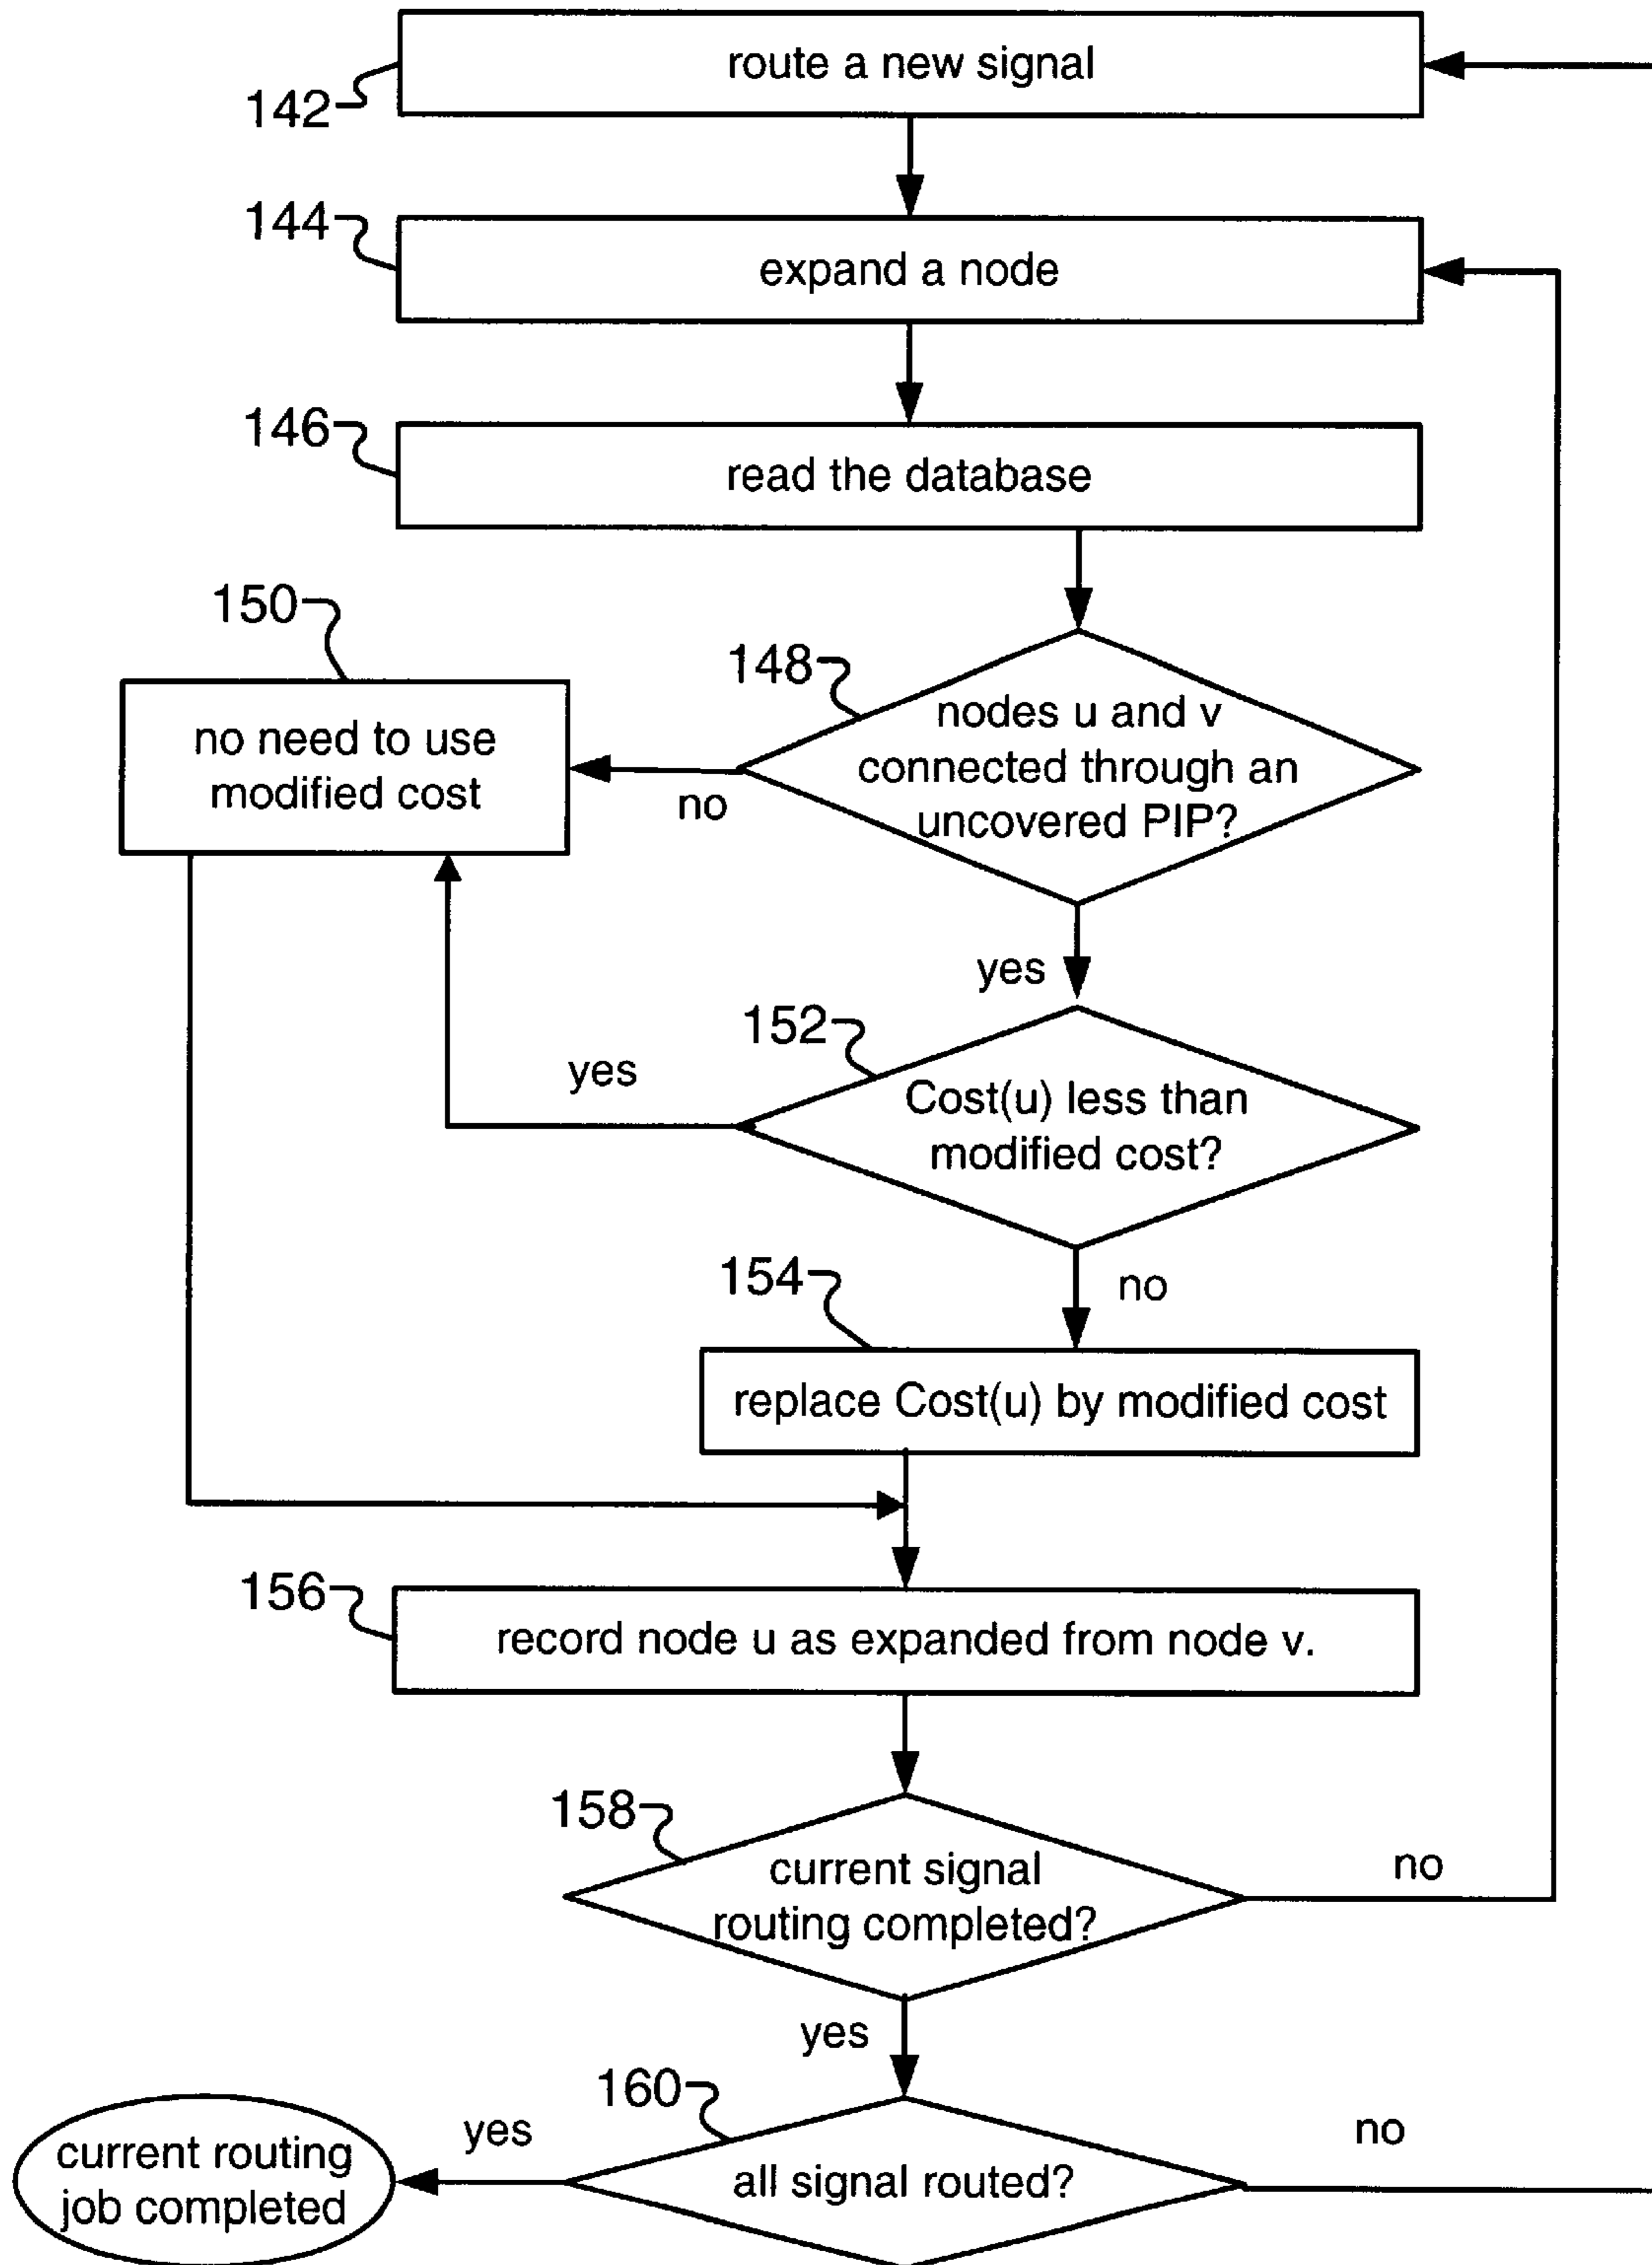 route a new signal
142
144
expand a node
146
read the database
150
148
nodes u and v
connected through an
uncovered PIP?
no need to use
modified cost
no
yes
152
yes
Cost(u) less than
modified cost?
154
no
replace Cost(u) by modified cost
156
record node u as expanded from node v.
158
current signal
routing completed?
no
yes
160
yes
no
all signal routed?
current routing
job completed